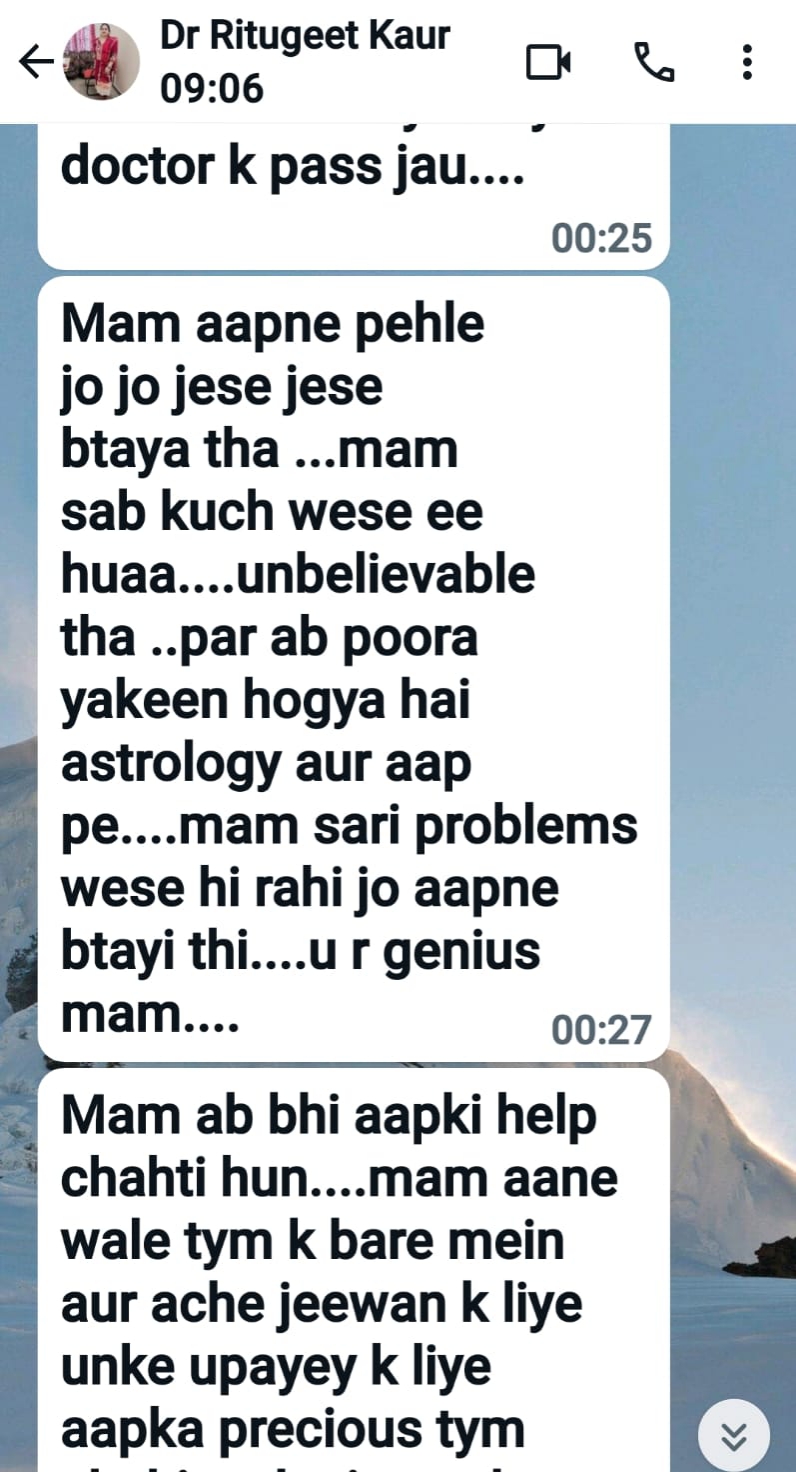 Dr Ritugeet Kaur
09:06
doctor k pass jau....
00:25
Mam aapne pehle
jo jo jese jese
btaya tha ...mam
sab kuch wese ee
huaa....unbelievable
tha ..par ab poora
yakeen hogya hai
astrology aur aap
pe....mam sari problems
wese hi rahi jo aapne
btayi thi....u r genius
mam....
00:27
Mam ab bhi aapki help
chahti hun....mam aane
wale tym k bare mein
aur ache jeewan k liye
unke upayey k liye
aapka precious tym